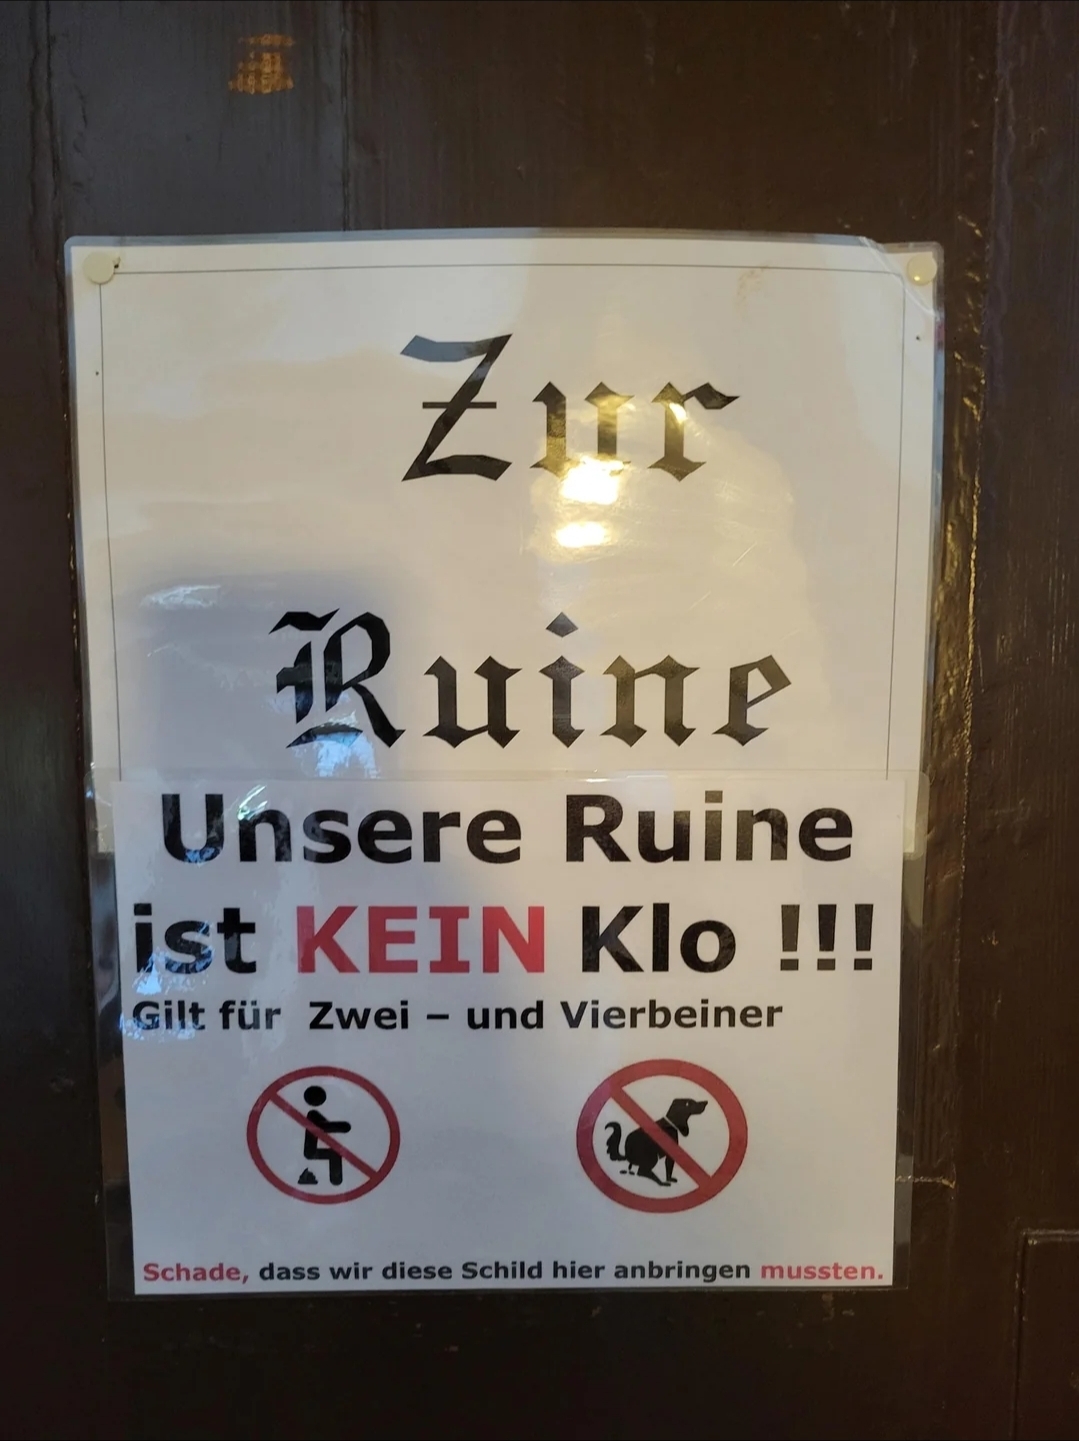 Zur
Ruine
Unsere Ruine
ist KEIN Klo !!!
Gilt für  Zwei – und Vierbeiner
Schade, dass wir diese Schild hier anbringen mussten.